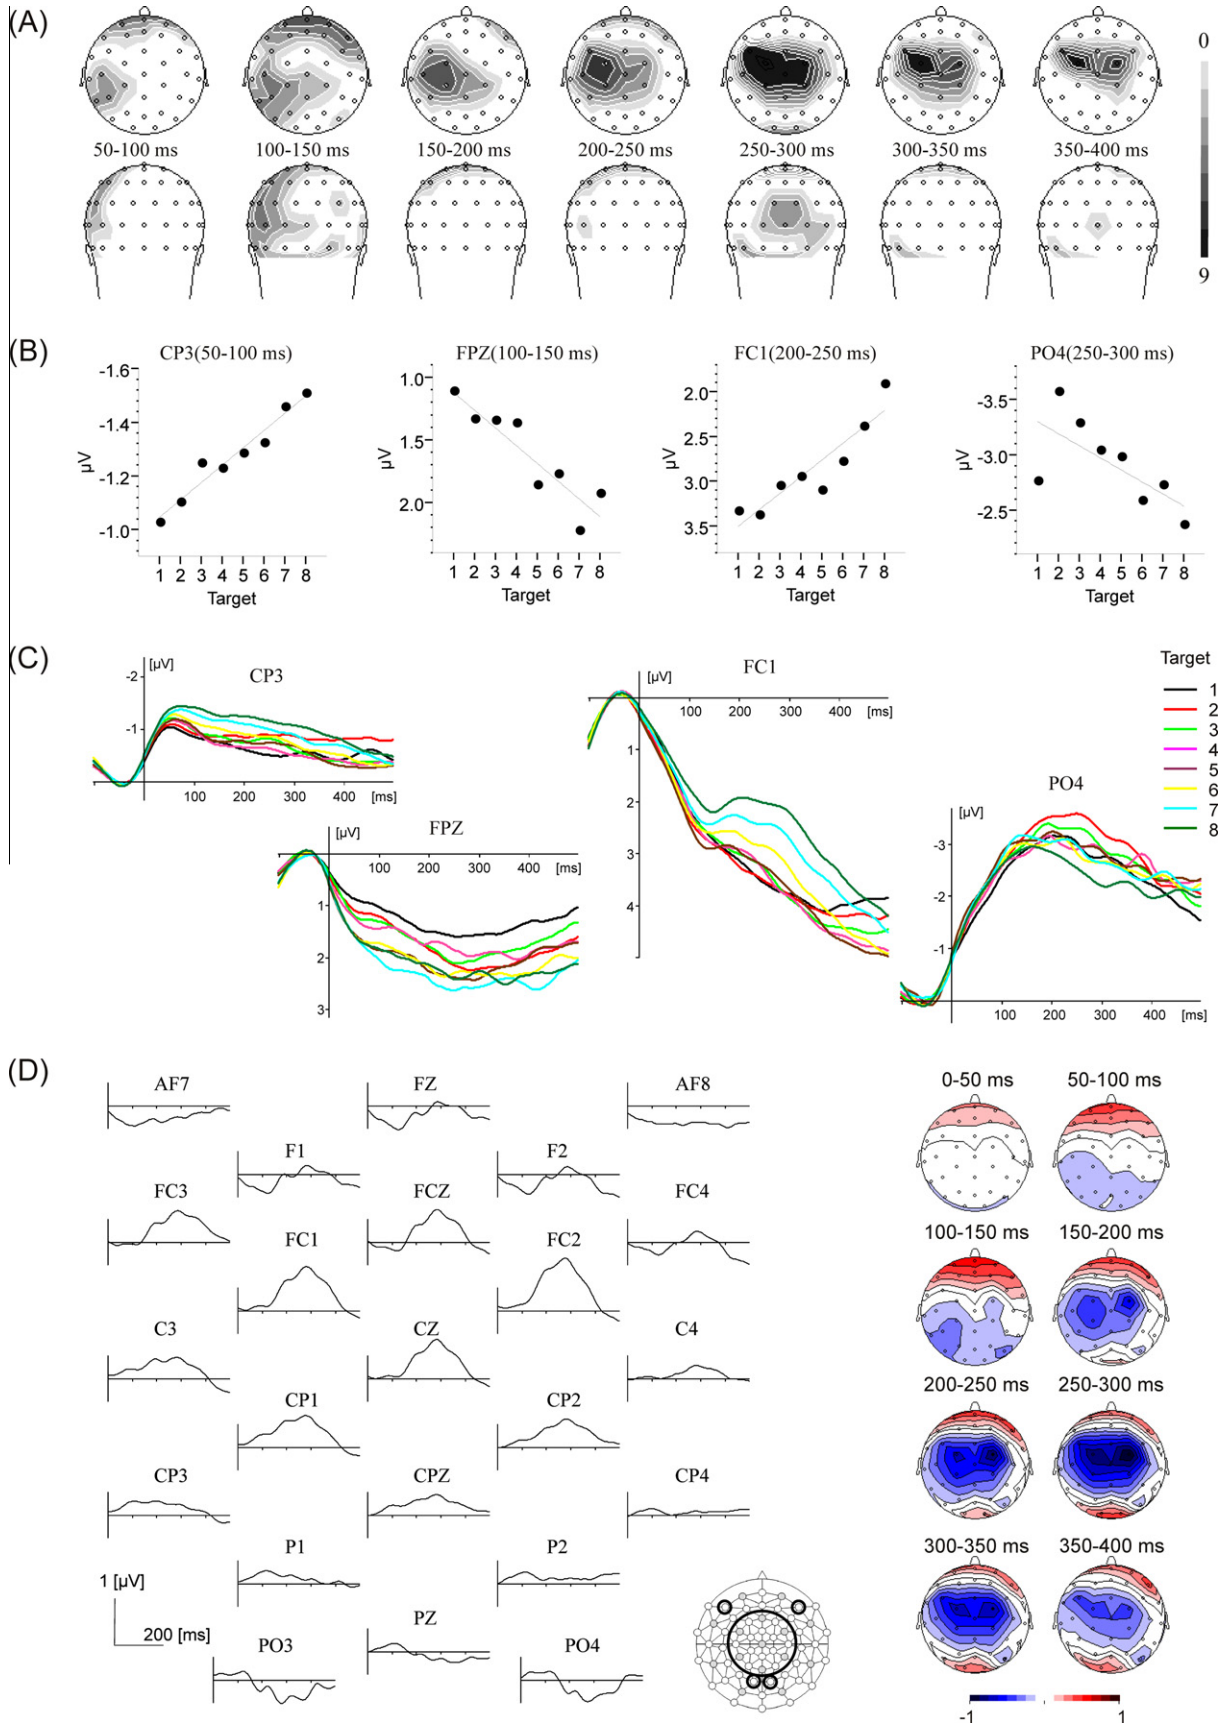 (A)
0
50-100 ms 100-150 ms 150-200 ms 200-250 ms 250-300 ms 300-350 ms 350-400 ms
9
(B)
CP3(50-100 ms) FPZ(100-150 ms) FC1(200-250 ms) PO4(250-300 ms)
-1.6
-1.4
-1.2
-1.0
µV
1 2 3 4 5 6 7 8
Target
1.0
1.5
2.0
µV
1 2 3 4 5 6 7 8
Target
2.0
2.5
3.0
3.5
µV
1 2 3 4 5 6 7 8
Target
-3.5
-3.0
-2.5
µV
1 2 3 4 5 6 7 8
Target
(C)
[µV]
CP3
-2
-1
100 200 300 400 [ms]
[µV]
FPZ
100 200 300 400 [ms]
1
2
3
[µV]
FC1
100 200 300 400 [ms]
1
2
3
4
[µV]
PO4
-3
-2
-1
100 200 300 400 [ms]
Target
1
2
3
4
5
6
7
8
(D)
AF7 FZ AF8
F1 F2
FC3 FCZ FC4
FC1 FC2
C3 CZ C4
CP1 CP2
CP3 CPZ CP4
P1 P2
1 [µV]
200 [ms]
PZ
PO3 PO4
0-50 ms 50-100 ms
100-150 ms 150-200 ms
200-250 ms 250-300 ms
300-350 ms 350-400 ms
-1 1